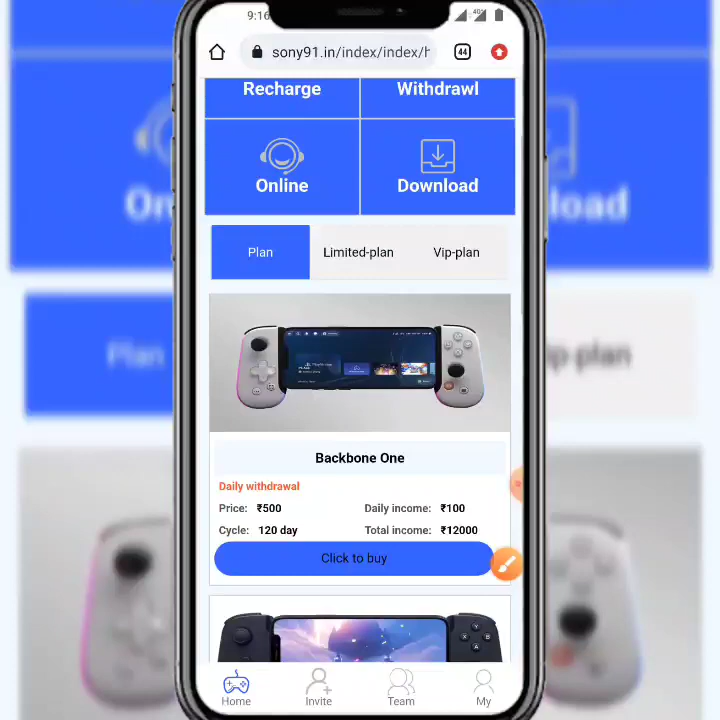 9:16
4G
sony91.in/index/index/h
44
Recharge Withdrawl
Online Download
Plan Limited-plan Vip-plan
Backbone One
Daily withdrawal
Price: ₹500 Daily income: ₹100
Cycle: 120 day Total income: ₹12000
Click to buy
Home Invite Team My